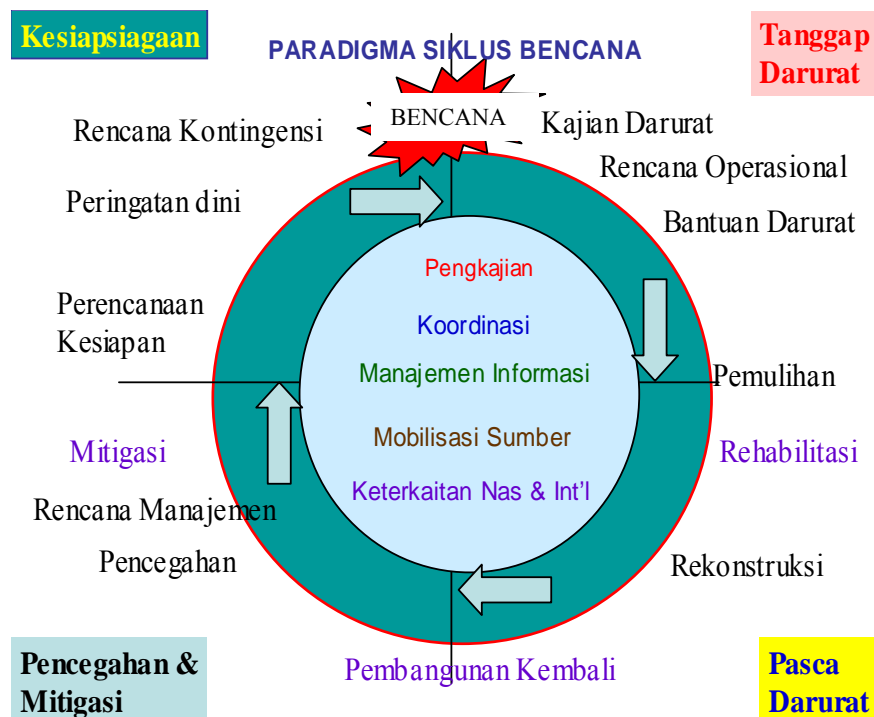 Kesiapsiagaan
PARADIGMA SIKLUS BENCANA
Tanggap
Darurat
BENCANA
Rencana Kontingensi
Kajian Darurat
Rencana Operasional
Peringatan dini
Bantuan Darurat
Pengkajian
Perencanaan
Kesiapan
Koordinasi
Manajemen Informasi
Pemulihan
Mitigasi
Mobilisasi Sumber
Rehabilitasi
Keterkaitan Nas & Int'l
Rencana Manajemen
Pencegahan
Rekonstruksi
Pencegahan &
Mitigasi
Pembangunan Kembali
Pasca
Darurat